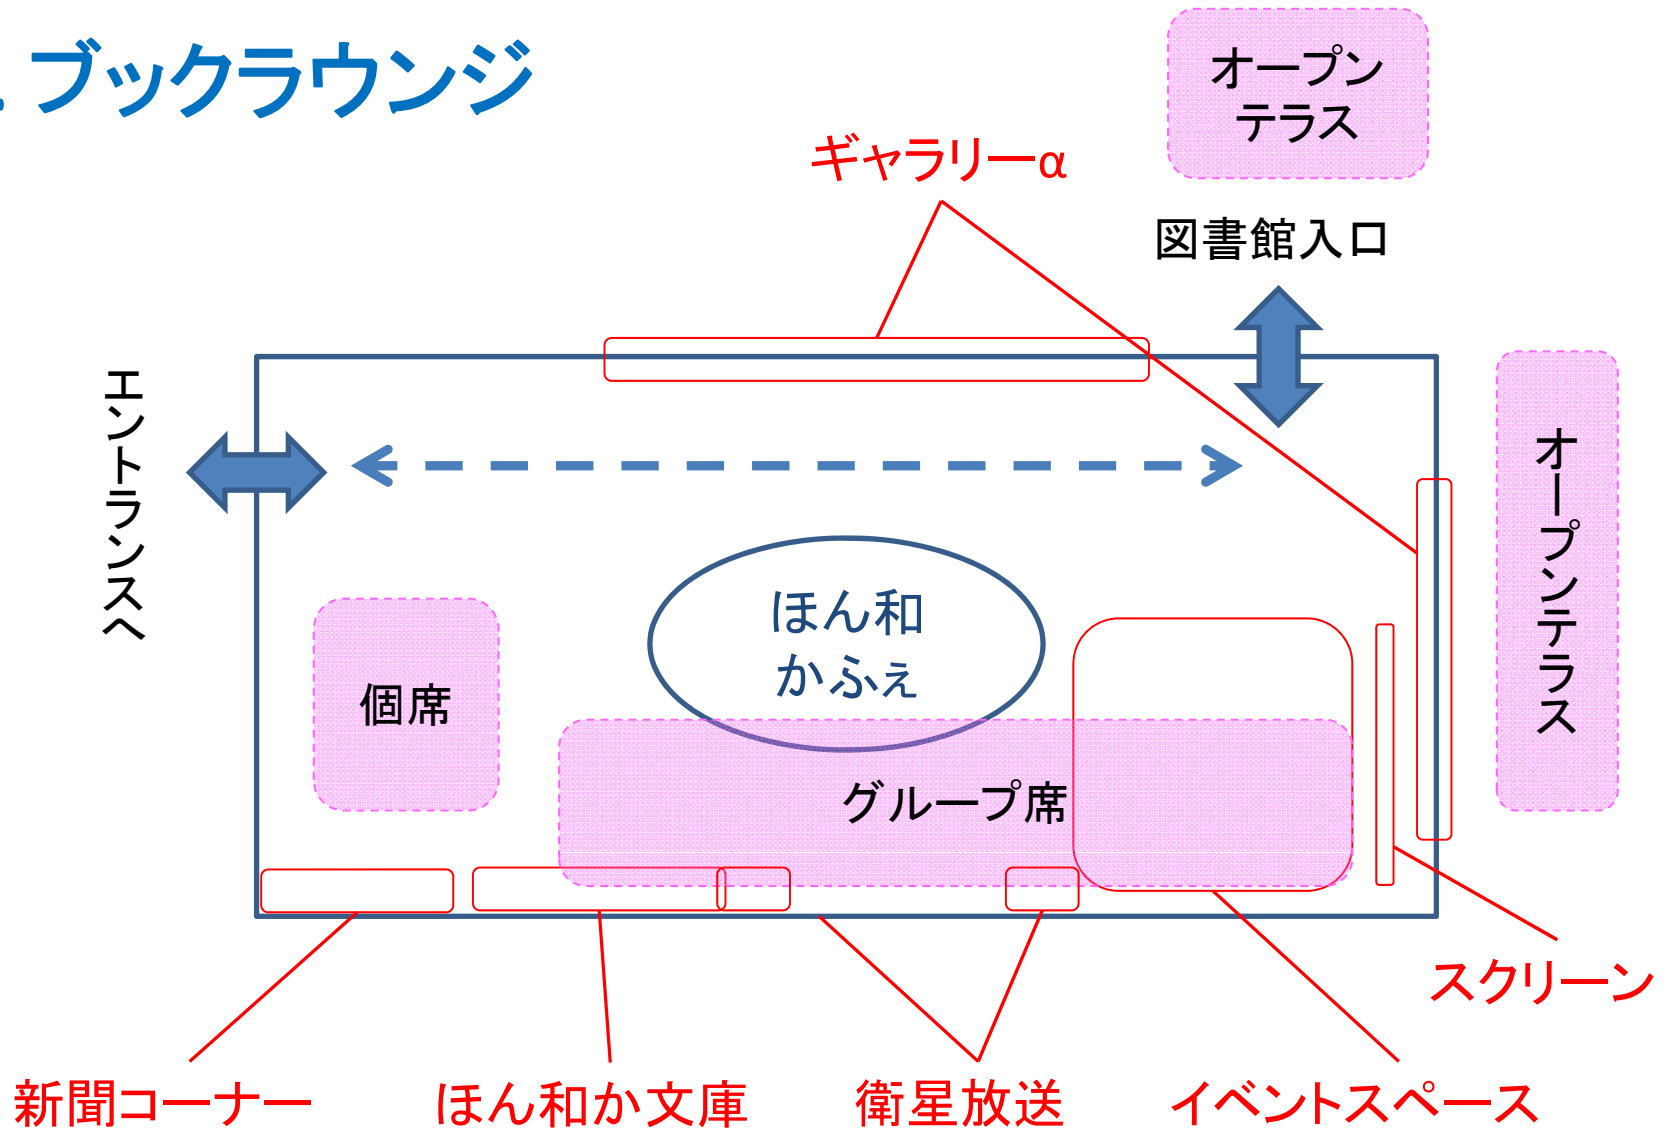 . ブックラウンジ
オープン
テラス
ギャラリーα
図書館入口
エントランスへ
オープンテラス
ほん和
かふぇ
個席
グループ席
スクリーン
新聞コーナー
ほん和か文庫
衛星放送
イベントスペース